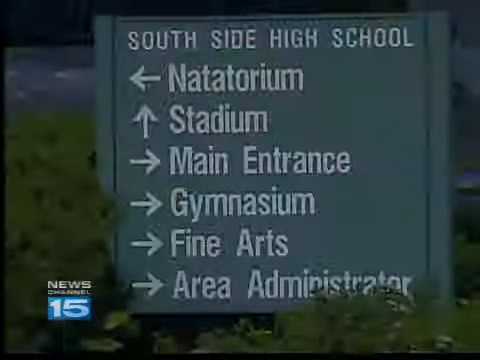 SOUTH SIDE HIGH SCHOOL
← Natatorium
↑ Stadium
→ Main Entrance
→ Gymnasium
→ Fine Arts
→ Area Administrator
NEWS
CHANNEL
15